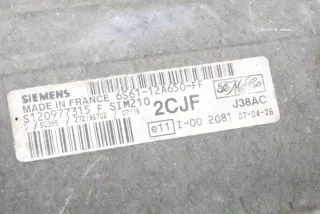 SIEMENS
MADE IN FRANCE 6S61-12A650-FF
S120977315 F SIM210
2CJF
J38AC
e11 I-00 2081 07-04-26